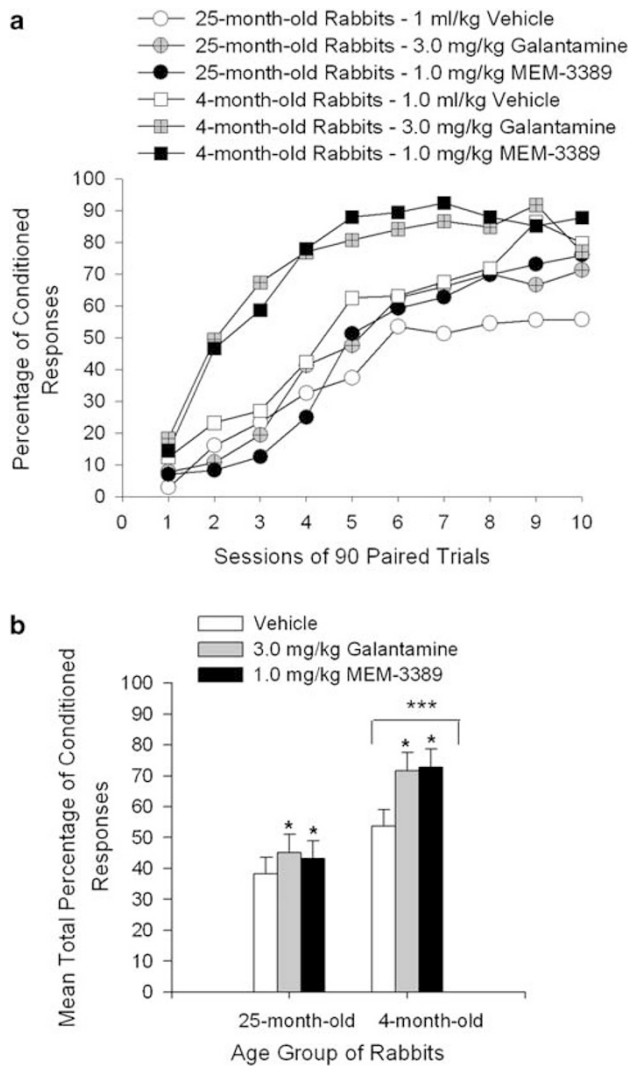 a
25-month-old Rabbits - 1 ml/kg Vehicle
25-month-old Rabbits - 3.0 mg/kg Galantamine
25-month-old Rabbits - 1.0 mg/kg MEM-3389
4-month-old Rabbits - 1.0 ml/kg Vehicle
4-month-old Rabbits - 3.0 mg/kg Galantamine
4-month-old Rabbits - 1.0 mg/kg MEM-3389
Percentage of Conditioned
Responses
100
90
80
70
60
50
40
30
20
10
0
0 1 2 3 4 5 6 7 8 9 10
Sessions of 90 Paired Trials
b
Vehicle
3.0 mg/kg Galantamine
1.0 mg/kg MEM-3389
Mean Total Percentage of Conditioned
Responses
100
90
80
70
60
50
40
30
20
10
0
***
* *
* *
25-month-old 4-month-old
Age Group of Rabbits